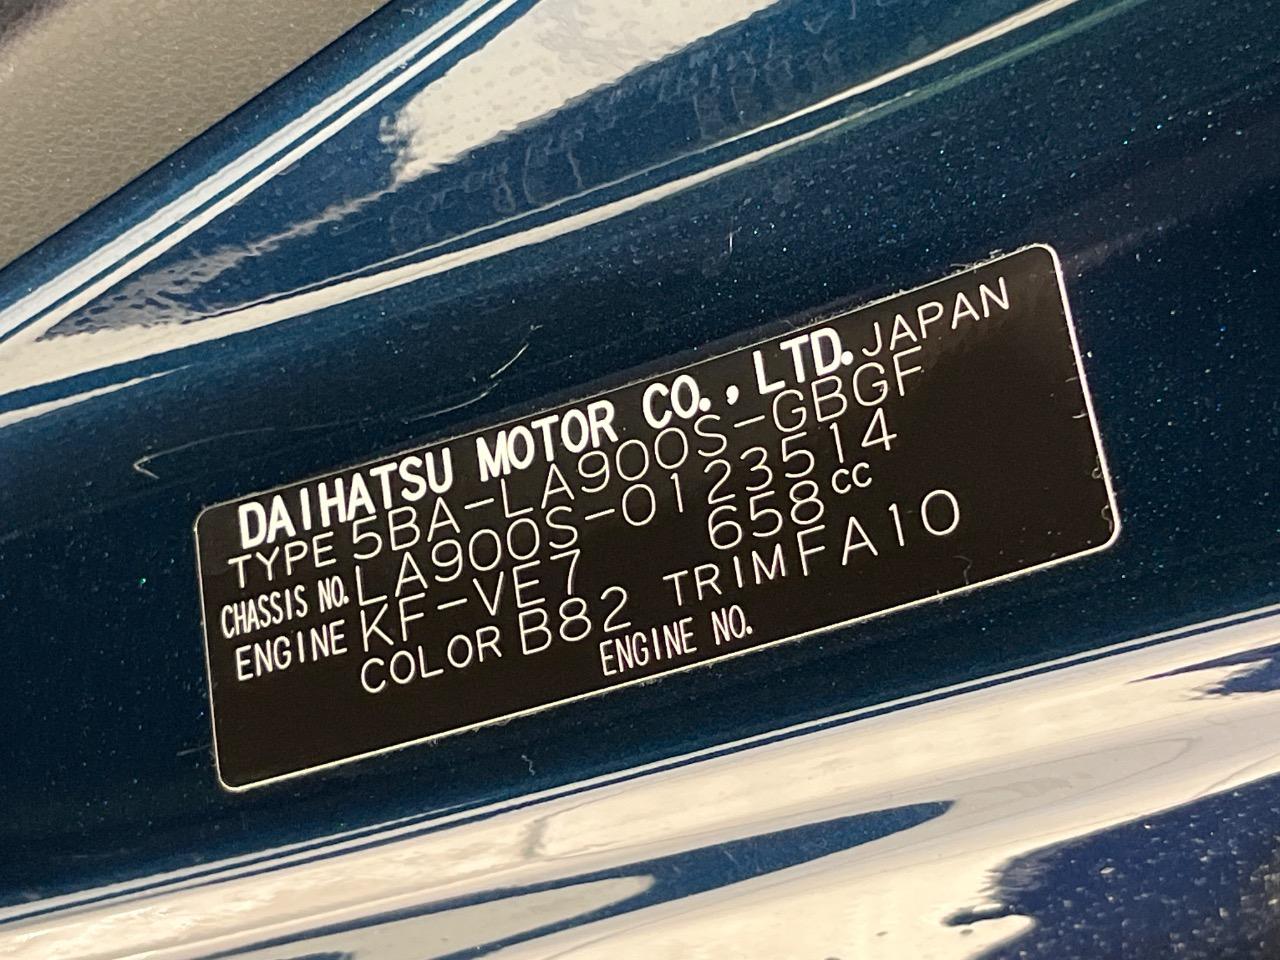 DAIHATSU MOTOR CO., LTD. JAPAN
TYPE 5BA-LA900S-GBGF
CHASSIS NO. LA900S-0123514
ENGINE KF-VE7 658cc
COLOR B82 TRIM FA10
ENGINE NO.